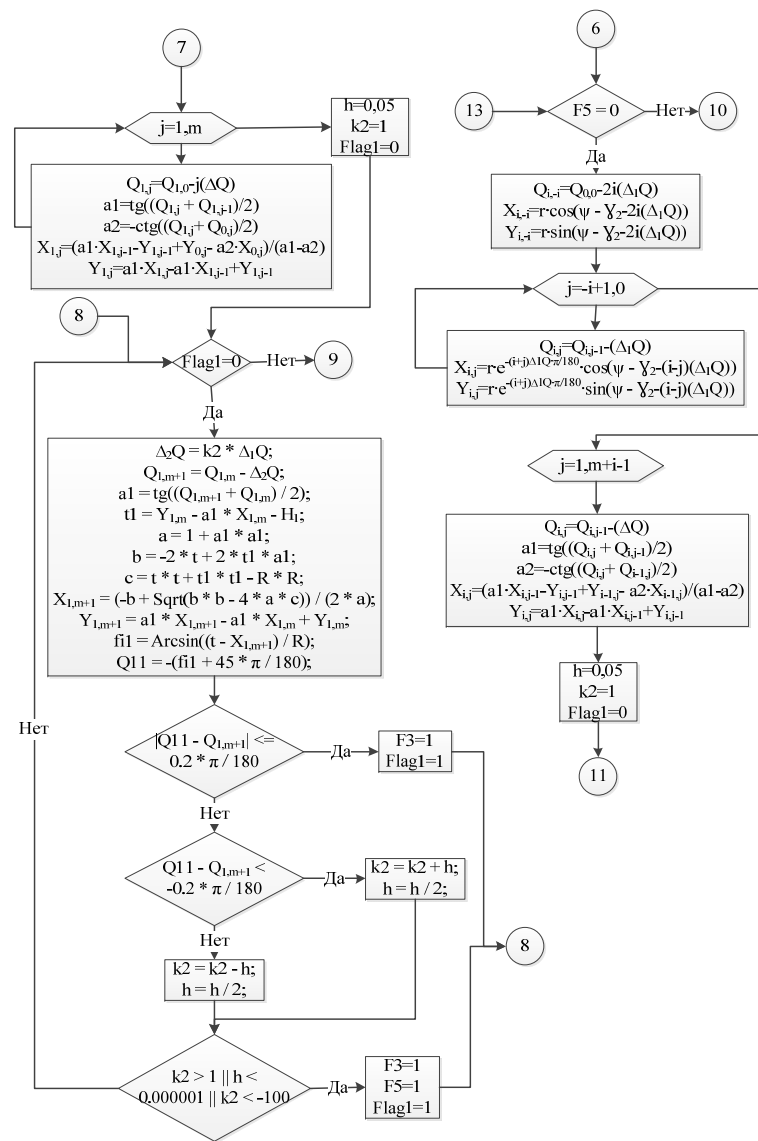 7
j=1,m
h=0,05
k2=1
Flag1=0
Q₁,ⱼ=Q₁,₀-j(ΔQ)
a1=tg((Q₁,ⱼ + Q₁,ⱼ₋₁)/2)
a2=-ctg((Q₁,ⱼ+ Q₀,ⱼ)/2)
X₁,ⱼ=(a1·X₁,ⱼ₋₁-Y₁,ⱼ₋₁+Y₀,ⱼ- a2·X₀,ⱼ)/(a1-a2)
Y₁,ⱼ=a1·X₁,ⱼ-a1·X₁,ⱼ₋₁+Y₁,ⱼ₋₁
8
Flag1=0
Нет
9
Да
Δ₂Q = k2 * Δ₁Q;
Q₁,ₘ₊₁ = Q₁,ₘ - Δ₂Q;
a1 = tg((Q₁,ₘ₊₁ + Q₁,ₘ) / 2);
t1 = Y₁,ₘ - a1 * X₁,ₘ - H₁;
a = 1 + a1 * a1;
b = -2 * t + 2 * t1 * a1;
c = t * t + t1 * t1 - R * R;
X₁,ₘ₊₁ = (-b + Sqrt(b * b - 4 * a * c)) / (2 * a);
Y₁,ₘ₊₁ = a1 * X₁,ₘ₊₁ - a1 * X₁,ₘ + Y₁,ₘ;
fi1 = Arcsin((t - X₁,ₘ₊₁) / R);
Q11 = -(fi1 + 45 * π / 180);
Нет
|Q11 - Q₁,ₘ₊₁| <=
0.2 * π / 180
Да
F3=1
Flag1=1
Нет
Q11 - Q₁,ₘ₊₁ <
-0.2 * π / 180
Да
k2 = k2 + h;
h = h / 2;
Нет
k2 = k2 - h;
h = h / 2;
8
k2 > 1 || h <
0.000001 || k2 < -100
Да
F3=1
F5=1
Flag1=1
6
13
F5 = 0
Нет
10
Да
Qᵢ,₋ᵢ=Q₀,₀-2i(Δ₁Q)
Xᵢ,₋ᵢ=r·cos(ψ - Ɣ₂-2i(Δ₁Q))
Yᵢ,₋ᵢ=r·sin(ψ - Ɣ₂-2i(Δ₁Q))
j=-i+1,0
Qᵢ,ⱼ=Qᵢ,ⱼ₋₁-(Δ₁Q)
Xᵢ,ⱼ=r·e^-(i+j)Δ1Q·π/180·cos(ψ - Ɣ₂-(i-j)(Δ₁Q))
Yᵢ,ⱼ=r·e^-(i+j)Δ1Q·π/180·sin(ψ - Ɣ₂-(i-j)(Δ₁Q))
j=1,m+i-1
Qᵢ,ⱼ=Qᵢ,ⱼ₋₁-(ΔQ)
a1=tg((Qᵢ,ⱼ + Qᵢ,ⱼ₋₁)/2)
a2=-ctg((Qᵢ,ⱼ + Qᵢ₋₁,ⱼ)/2)
Xᵢ,ⱼ=(a1·Xᵢ,ⱼ₋₁-Yᵢ,ⱼ₋₁+Yᵢ₋₁,ⱼ- a2·Xᵢ₋₁,ⱼ)/(a1-a2)
Yᵢ,ⱼ=a1·Xᵢ,ⱼ-a1·Xᵢ,ⱼ₋₁+Yᵢ,ⱼ₋₁
h=0,05
k2=1
Flag1=0
11